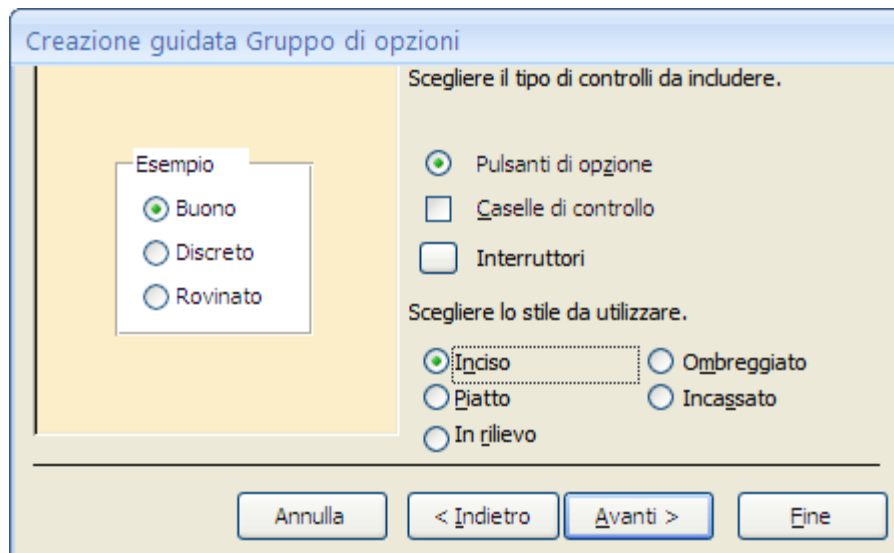 Creazione guidata Gruppo di opzioni
Scegliere il tipo di controlli da includere.
Esempio
Buono
Discreto
Rovinato
Pulsanti di opzione
Caselle di controllo
Interruttori
Scegliere lo stile da utilizzare.
Inciso Ombreggiato
Piatto Incassato
In rilievo
Annulla < Indietro Avanti > Fine